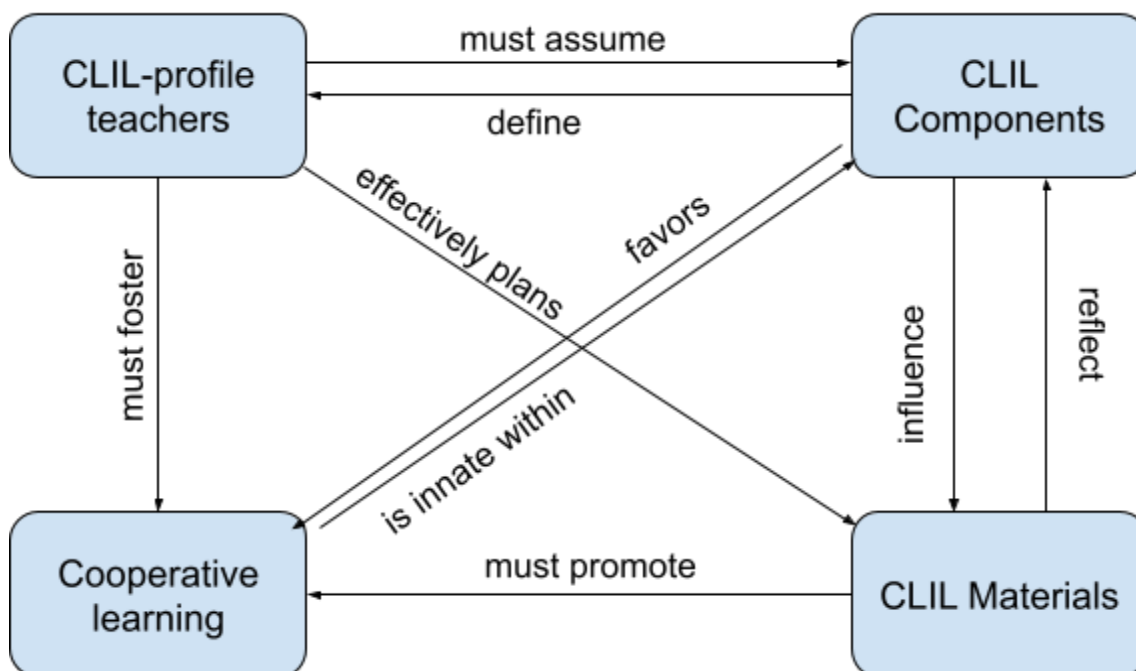 must assume
CLIL-profile
teachers
CLIL
Components
define
effectively plans
favors
must foster
influence
reflect
is innate within
must promote
Cooperative
learning
CLIL Materials